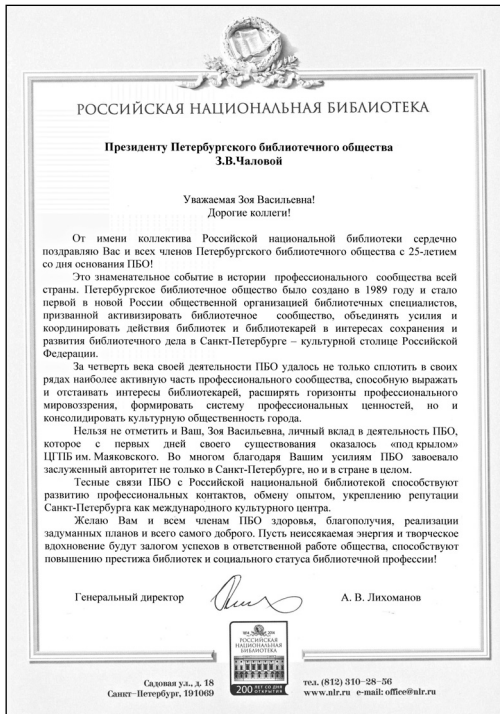 РОССИЙСКАЯ НАЦИОНАЛЬНАЯ БИБЛИОТЕКА
Президенту Петербургского библиотечного общества
З.В.Чаловой
Уважаемая Зоя Васильевна!
Дорогие коллеги!
От имени коллектива Российской национальной библиотеки сердечно
поздравляю Вас и всех членов Петербургского библиотечного общества с 25-летием
со дня основания ПБО!
Это знаменательное событие в истории профессионального сообщества всей
страны. Петербургское библиотечное общество было создано в 1989 году и стало
первой в новой России общественной организацией библиотечных специалистов,
призванной активизировать библиотечное сообщество, объединять усилия и
координировать действия библиотек и библиотекарей в интересах сохранения и
развития библиотечного дела в Санкт-Петербурге – культурной столице Российской
Федерации.
За четверть века своей деятельности ПБО удалось не только сплотить в своих
рядах наиболее активную часть профессионального сообщества, способную выражать
и отстаивать интересы библиотекарей, расширять горизонты профессионального
мировоззрения, формировать систему профессиональных ценностей, но и
консолидировать культурную общественность города.
Нельзя не отметить и Ваш, Зоя Васильевна, личный вклад в деятельность ПБО,
которое с первых дней своего существования оказалось «под крылом»
ЦГПБ им. Маяковского. Во многом благодаря Вашим усилиям ПБО завоевало
заслуженный авторитет не только в Санкт-Петербурге, но и в стране в целом.
Тесные связи ПБО с Российской национальной библиотекой способствуют
развитию профессиональных контактов, обмену опытом, укреплению репутации
Санкт-Петербурга как международного культурного центра.
Желаю Вам и всем членам ПБО здоровья, благополучия, реализации
задуманных планов и всего самого доброго. Пусть неиссякаемая энергия и творческое
вдохновение будут залогом успехов в ответственной работе общества, способствуют
повышению престижа библиотек и социального статуса библиотечной профессии!
Генеральный директор А. В. Лихоманов
РОССИЙСКАЯ
НАЦИОНАЛЬНАЯ
БИБЛИОТЕКА
200 ЛЕТ СО ДНЯ
ОТКРЫТИЯ
Садовая ул., д. 18
Санкт-Петербург, 191069
тел. (812) 310-28-56
www.nlr.ru e-mail: office@nlr.ru